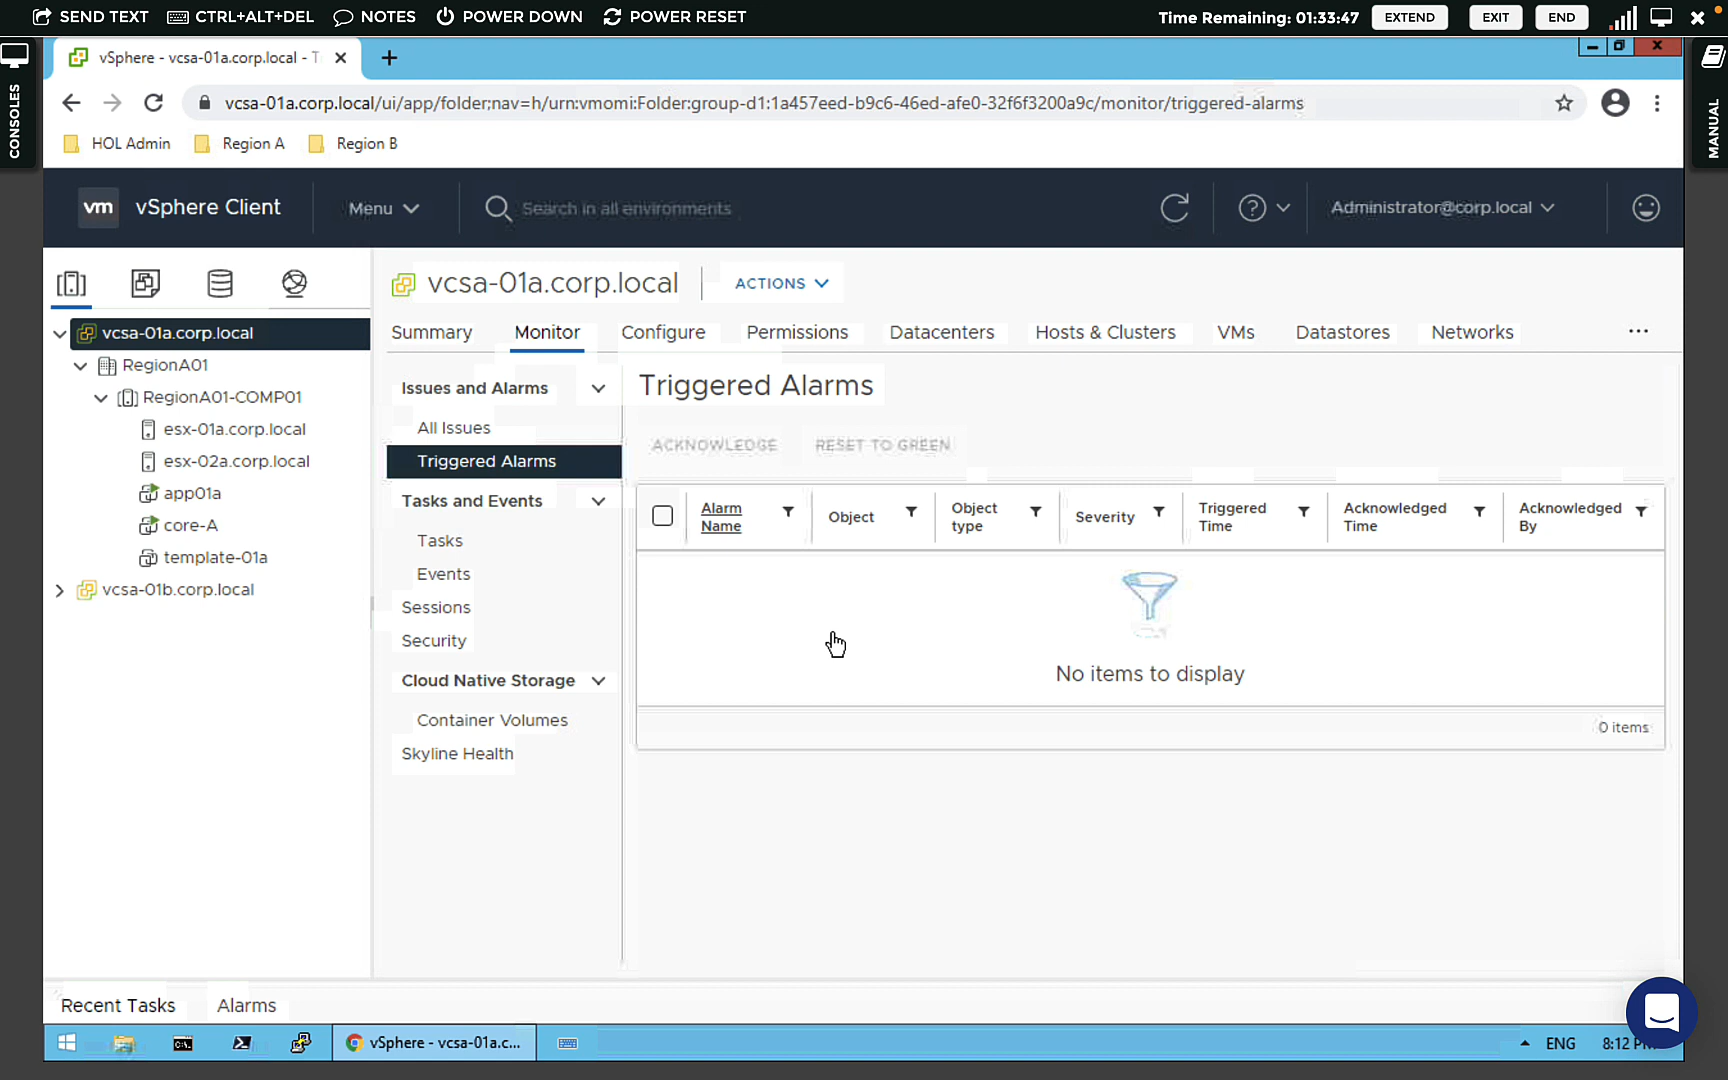 SEND TEXT CTRL+ALT+DEL NOTES POWER DOWN POWER RESET Time Remaining: 01:33:47 EXTEND EXIT END
CONSOLES
MANUAL
vSphere - vcsa-01a.corp.local - T
vcsa-01a.corp.local/ui/app/folder;nav=h/urn:vmomi:Folder:group-d1:1a457eed-b9c6-46ed-afe0-32f6f3200a9c/monitor/triggered-alarms
HOL Admin Region A Region B
vm vSphere Client Menu Search in all environments Administrator@corp.local
vcsa-01a.corp.local
RegionA01
RegionA01-COMP01
esx-01a.corp.local
esx-02a.corp.local
app01a
core-A
template-01a
vcsa-01b.corp.local
vcsa-01a.corp.local ACTIONS
Summary Monitor Configure Permissions Datacenters Hosts & Clusters VMs Datastores Networks ...
Issues and Alarms
All Issues
Triggered Alarms
Tasks and Events
Tasks
Events
Sessions
Security
Cloud Native Storage
Container Volumes
Skyline Health
Triggered Alarms
ACKNOWLEDGE RESET TO GREEN
Alarm Name Object Object type Severity Triggered Time Acknowledged Time Acknowledged By
No items to display
0 items
Recent Tasks Alarms
vSphere - vcsa-01a.c... ENG 8:12